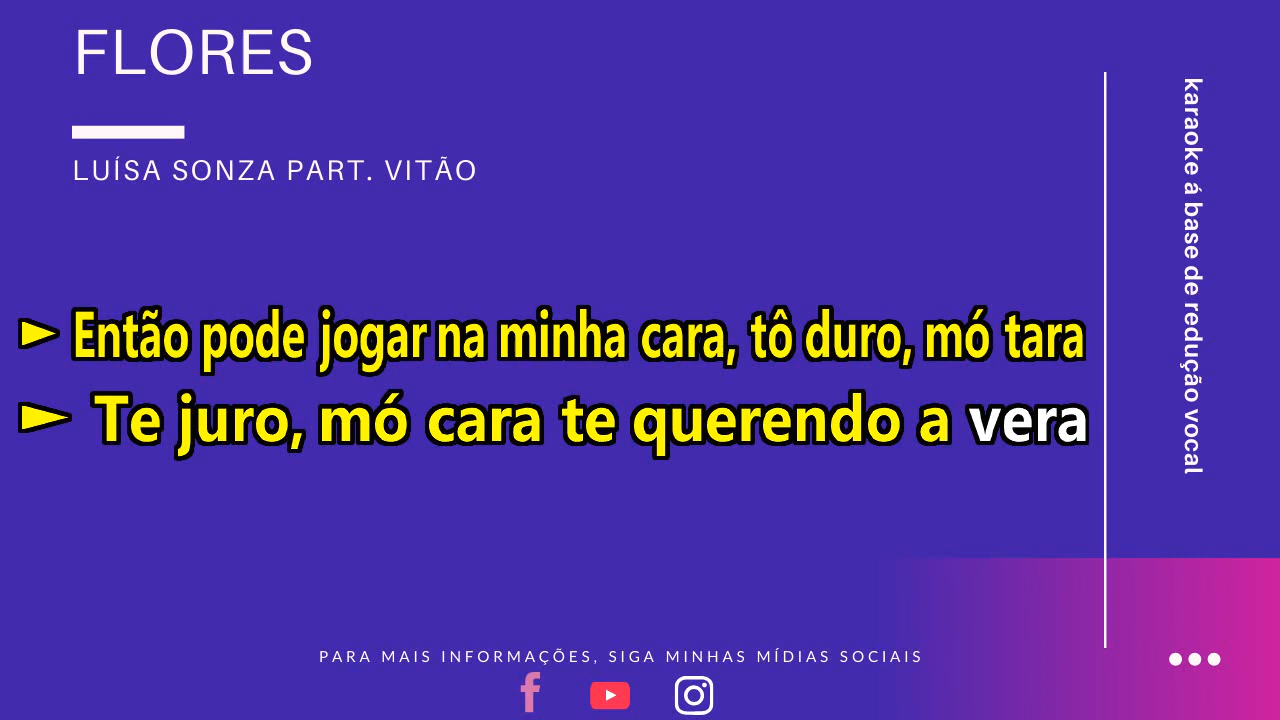 FLORES
LUÍSA SONZA PART. VITÃO
Então pode jogar na minha cara, tô duro, mó tara
Te juro, mó cara te querendo a vera
karaoke á base de redução vocal
PARA MAIS INFORMAÇÕES, SIGA MINHAS MÍDIAS SOCIAIS